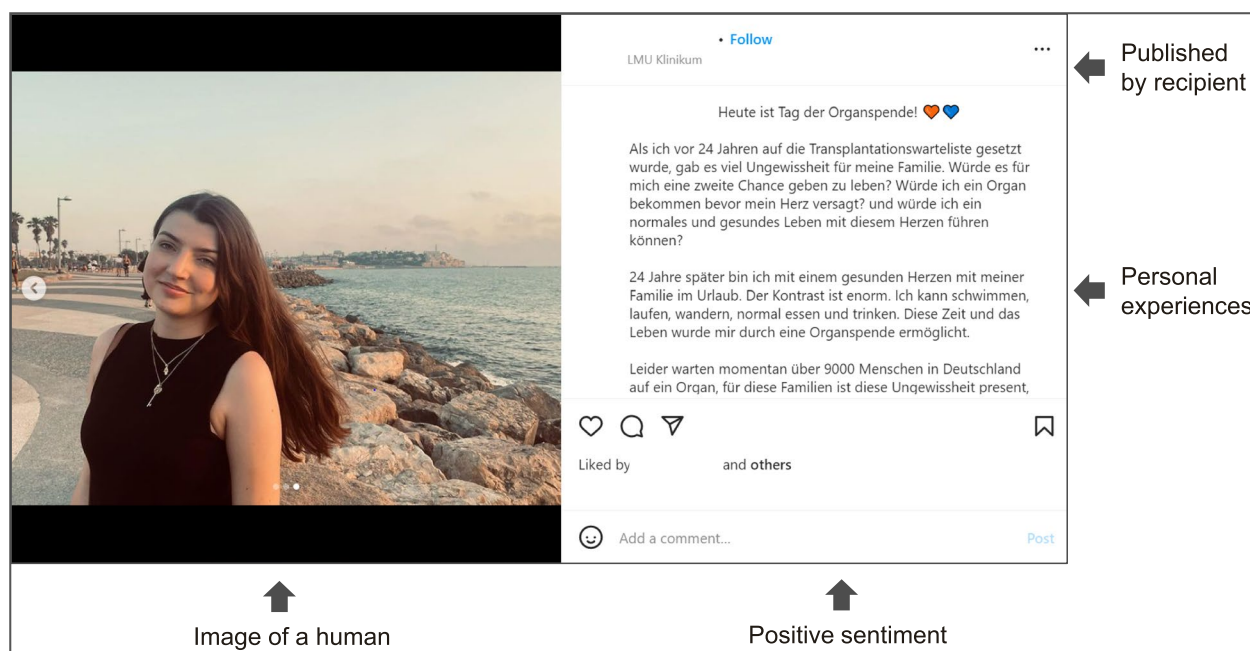 • Follow
LMU Klinikum
Heute ist Tag der Organspende! 🧡💙
Als ich vor 24 Jahren auf die Transplantationswarteliste gesetzt
wurde, gab es viel Ungewissheit für meine Familie. Würde es für
mich eine zweite Chance geben zu leben? Würde ich ein Organ
bekommen bevor mein Herz versagt? und würde ich ein
normales und gesundes Leben mit diesem Herzen führen
können?
24 Jahre später bin ich mit einem gesunden Herzen mit meiner
Familie im Urlaub. Der Kontrast ist enorm. Ich kann schwimmen,
laufen, wandern, normal essen und trinken. Diese Zeit und das
Leben wurde mir durch eine Organspende ermöglicht.
Leider warten momentan über 9000 Menschen in Deutschland
auf ein Organ, für diese Familien ist diese Ungewissheit present,
Liked by and others
Add a comment... Post
Published
by recipient
Personal
experiences
Image of a human
Positive sentiment